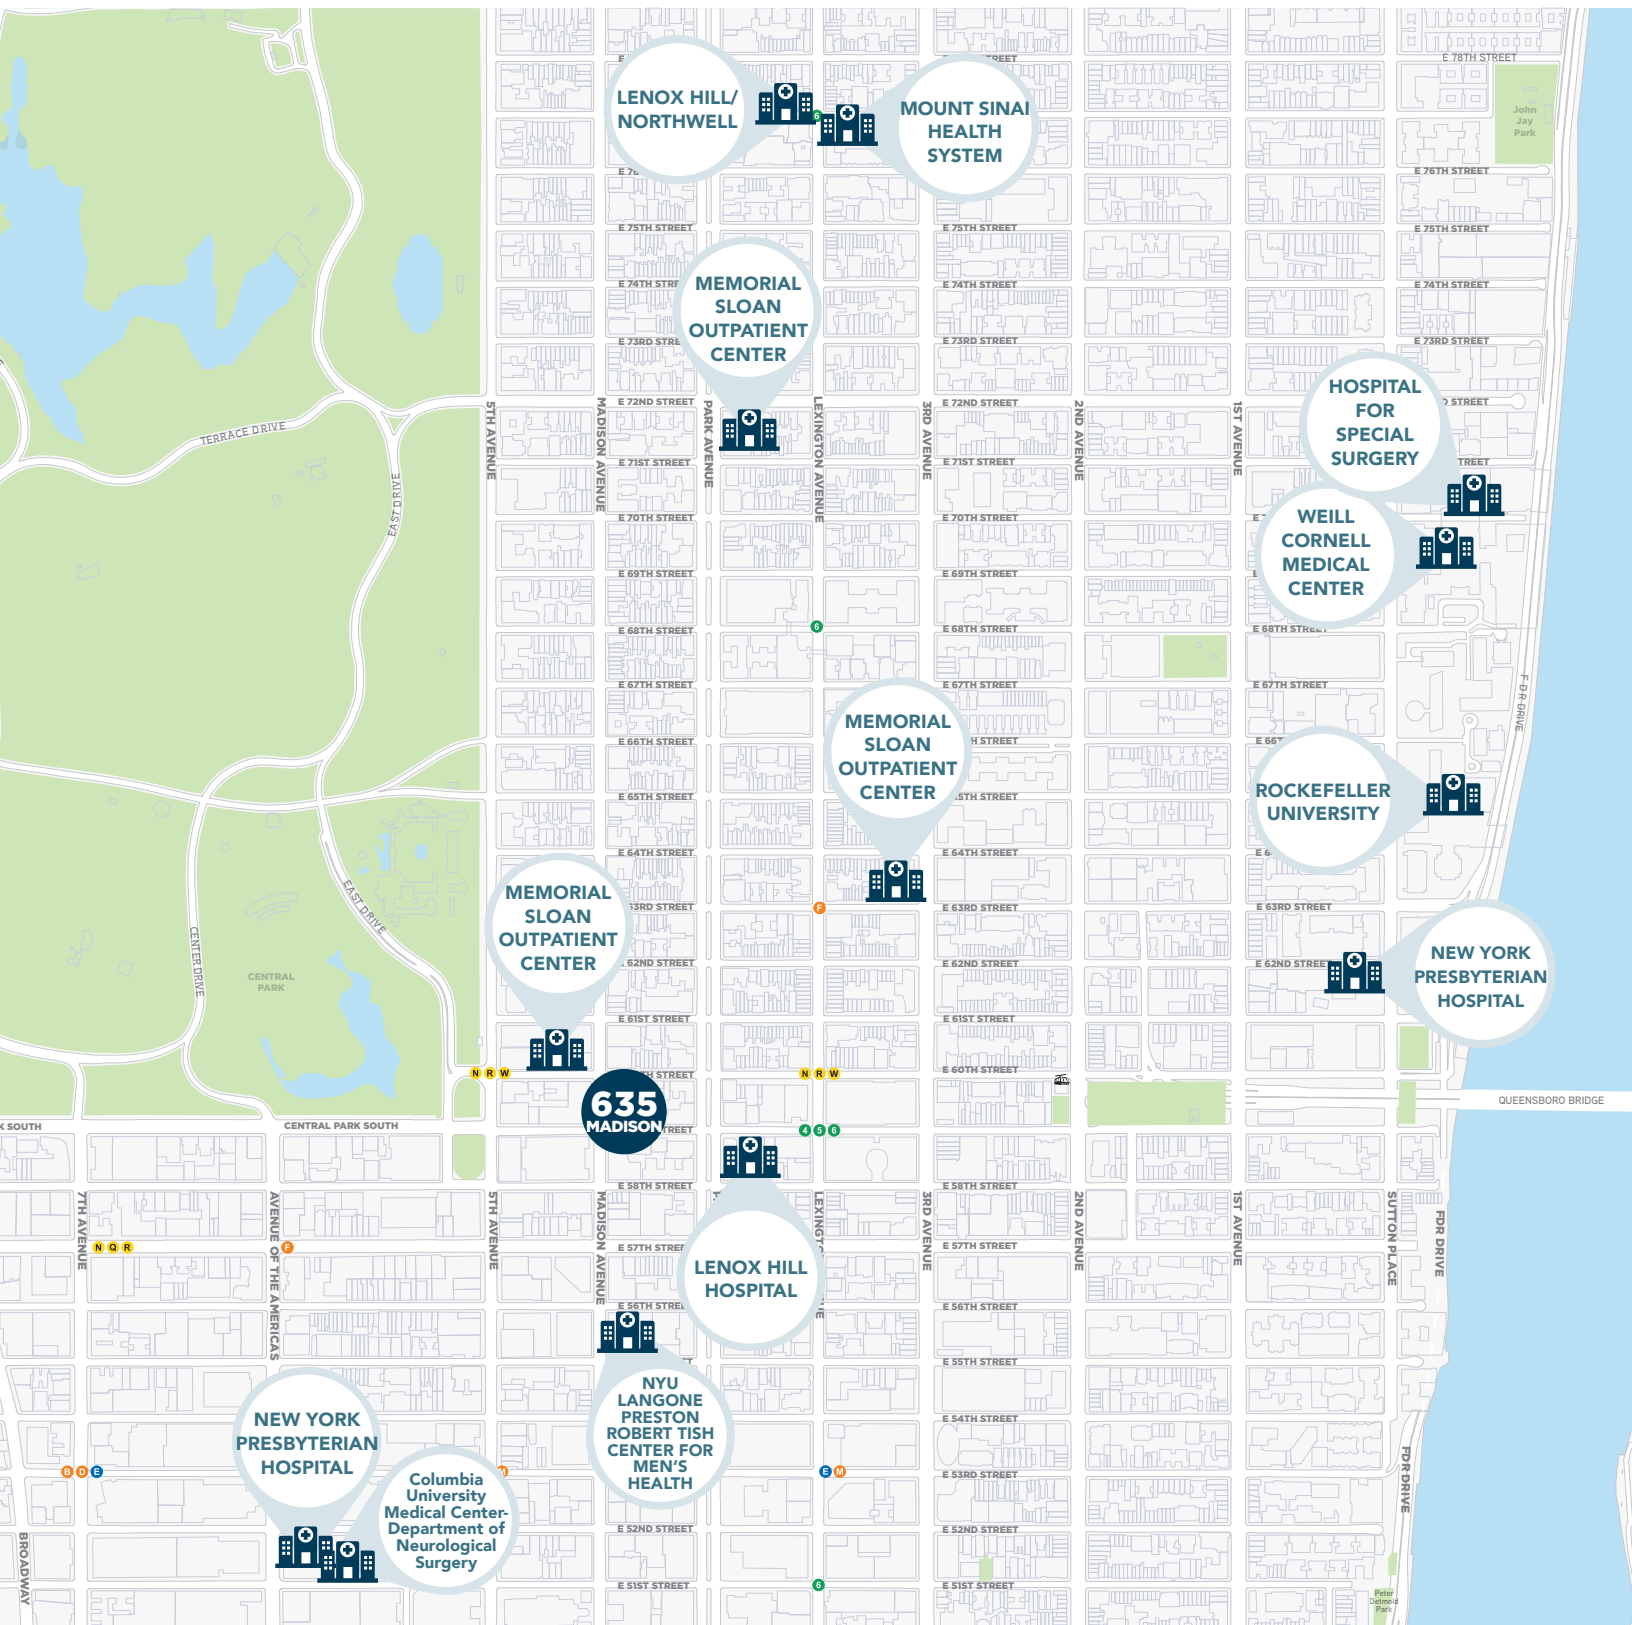 E 78TH STREET
LENOX HILL/
NORTHWELL
6
MOUNT SINAI
HEALTH
SYSTEM
John
Jay
Park
E 76TH STREET
E 75TH STREET
E 75TH STREET
E 75TH STREET
MEMORIAL
SLOAN
OUTPATIENT
CENTER
E 74TH STREET
E 74TH STREET
E 73RD STREET
E 73RD STREET
HOSPITAL
FOR
SPECIAL
SURGERY
E 72ND STREET
E 72ND STREET
5TH AVENUE
MADISON AVENUE
PARK AVENUE
LEXINGTON AVENUE
3RD AVENUE
2ND AVENUE
1ST AVENUE
TERRACE DRIVE
EAST DRIVE
E 71ST STREET
E 71ST STREET
WEILL
CORNELL
MEDICAL
CENTER
E 70TH STREET
E 70TH STREET
E 69TH STREET
E 69TH STREET
6
E 68TH STREET
E 68TH STREET
E 68TH STREET
E 67TH STREET
E 67TH STREET
E 67TH STREET
F D R DRIVE
MEMORIAL
SLOAN
OUTPATIENT
CENTER
E 66TH STREET
ROCKEFELLER
UNIVERSITY
E 65TH STREET
E 64TH STREET
E 64TH STREET
MEMORIAL
SLOAN
OUTPATIENT
CENTER
EAST DRIVE
CENTER DRIVE
CENTRAL
PARK
F
E 63RD STREET
E 63RD STREET
E 62ND STREET
E 62ND STREET
E 62ND STREET
NEW YORK
PRESBYTERIAN
HOSPITAL
E 61ST STREET
E 61ST STREET
N R W
N R W
E 60TH STREET
635
MADISON
QUEENSBORO BRIDGE
CENTRAL PARK SOUTH
4 5 6
E 58TH STREET
E 58TH STREET
7TH AVENUE
AVENUE OF THE AMERICAS
5TH AVENUE
MADISON AVENUE
3RD AVENUE
2ND AVENUE
1ST AVENUE
SUTTON PLACE
FDR DRIVE
N Q R
F
E 57TH STREET
E 57TH STREET
LENOX HILL
HOSPITAL
E 56TH STREET
E 56TH STREET
E 55TH STREET
NYU
LANGONE
PRESTON
ROBERT TISH
CENTER FOR
MEN'S
HEALTH
NEW YORK
PRESBYTERIAN
HOSPITAL
E 54TH STREET
B D E
E M
E 53RD STREET
FDR DRIVE
Columbia
University
Medical Center-
Department of
Neurological
Surgery
E 52ND STREET
E 52ND STREET
BROADWAY
6
E 51ST STREET
E 51ST STREET
Peter
Detmold
Park